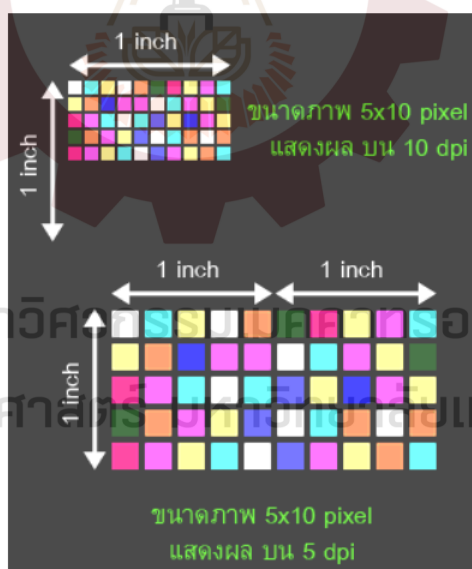 1 inch
1 inch
ขนาดภาพ 5x10 pixel
แสดงผล บน 10 dpi
1 inch
1 inch
1 inch
ขนาดภาพ 5x10 pixel
แสดงผล บน 5 dpi